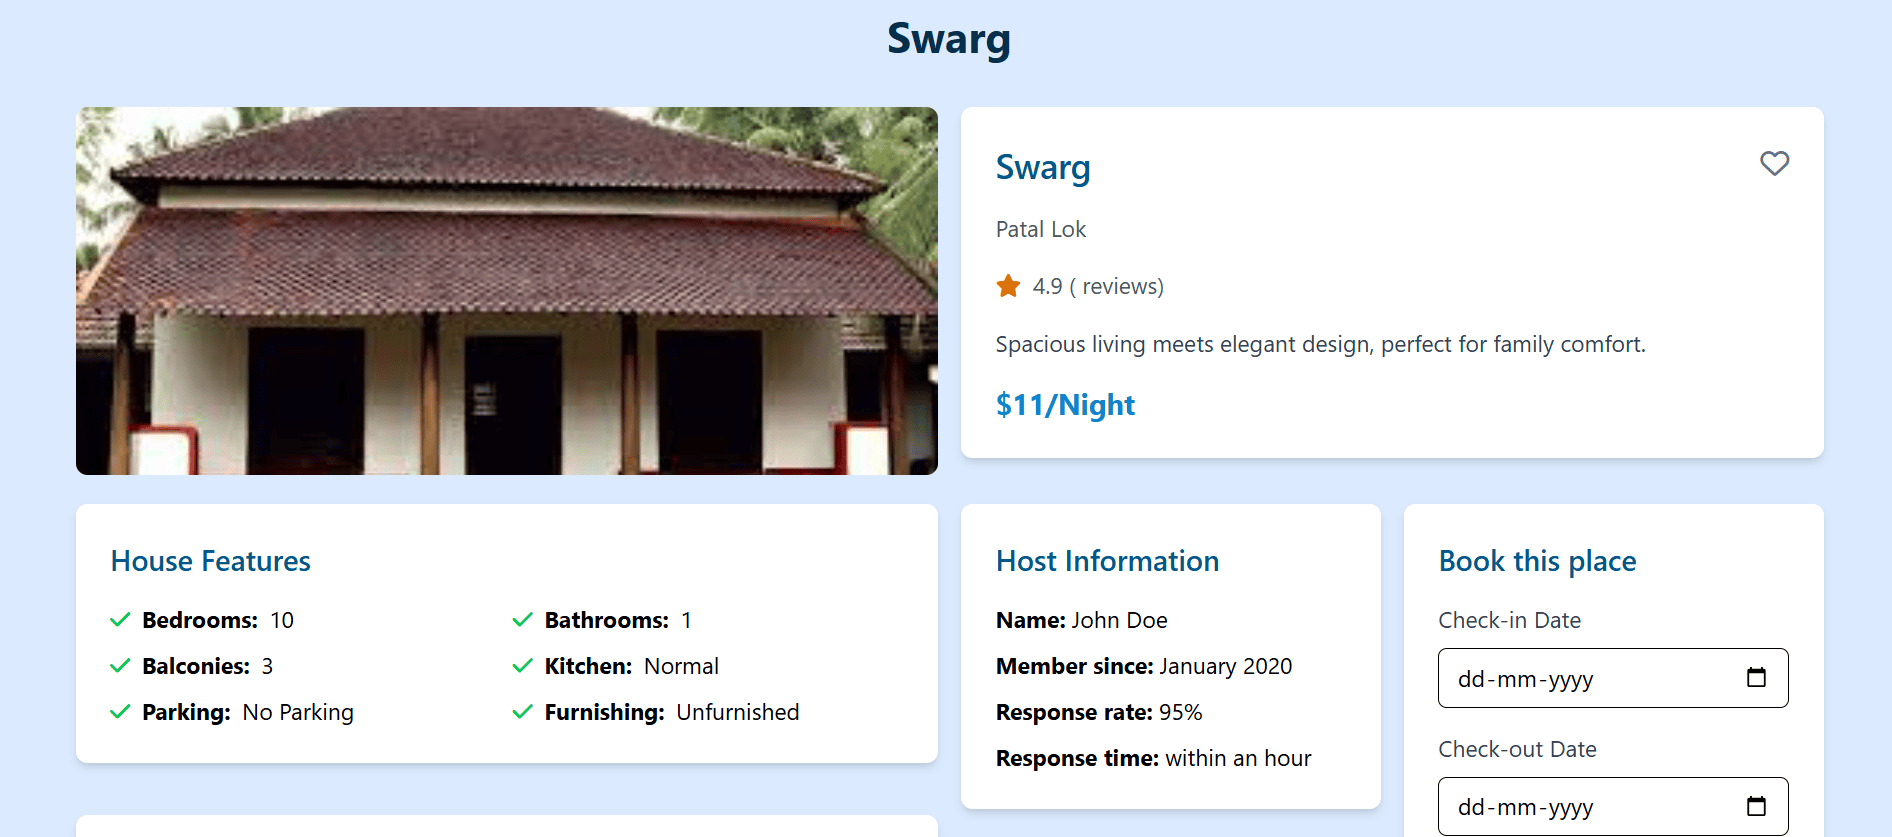 Swarg
Swarg
Patal Lok
4.9 ( reviews)
Spacious living meets elegant design, perfect for family comfort.
$11/Night
House Features
Bedrooms: 10
Bathrooms: 1
Balconies: 3
Kitchen: Normal
Parking: No Parking
Furnishing: Unfurnished
Host Information
Name: John Doe
Member since: January 2020
Response rate: 95%
Response time: within an hour
Book this place
Check-in Date
dd-mm-yyyy
Check-out Date
dd-mm-yyyy